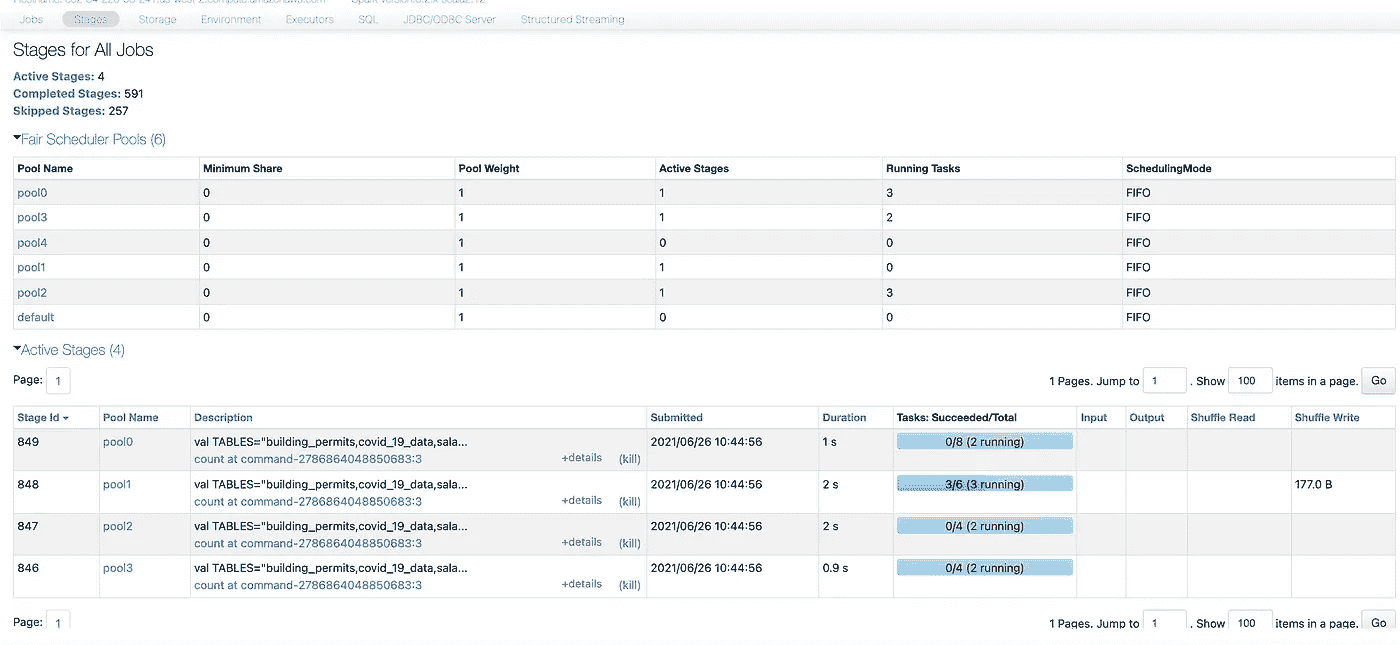 Jobs Stages Storage Environment Executors SQL JDBC/ODBC Server Structured Streaming
Stages for All Jobs
Active Stages: 4
Completed Stages: 591
Skipped Stages: 257
Fair Scheduler Pools (6)
Pool Name Minimum Share Pool Weight Active Stages Running Tasks SchedulingMode
pool0 0 1 1 3 FIFO
pool3 0 1 1 2 FIFO
pool4 0 1 0 0 FIFO
pool1 0 1 1 0 FIFO
pool2 0 1 1 3 FIFO
default 0 1 0 0 FIFO
Active Stages (4)
Page: 1 1 Pages. Jump to 1 . Show 100 items in a page. Go
Stage Id Pool Name Description Submitted Duration Tasks: Succeeded/Total Input Output Shuffle Read Shuffle Write
849 pool0 val TABLES="building_permits,covid_19_data,sala... 2021/06/26 10:44:56 1 s 0/8 (2 running)
count at command-2786864048850683:3 +details (kill)
848 pool1 val TABLES="building_permits,covid_19_data,sala... 2021/06/26 10:44:56 2 s 3/6 (3 running) 177.0 B
count at command-2786864048850683:3 +details (kill)
847 pool2 val TABLES="building_permits,covid_19_data,sala... 2021/06/26 10:44:56 2 s 0/4 (2 running)
count at command-2786864048850683:3 +details (kill)
846 pool3 val TABLES="building_permits,covid_19_data,sala... 2021/06/26 10:44:56 0.9 s 0/4 (2 running)
count at command-2786864048850683:3 +details (kill)
Page: 1 1 Pages. Jump to 1 . Show 100 items in a page. Go